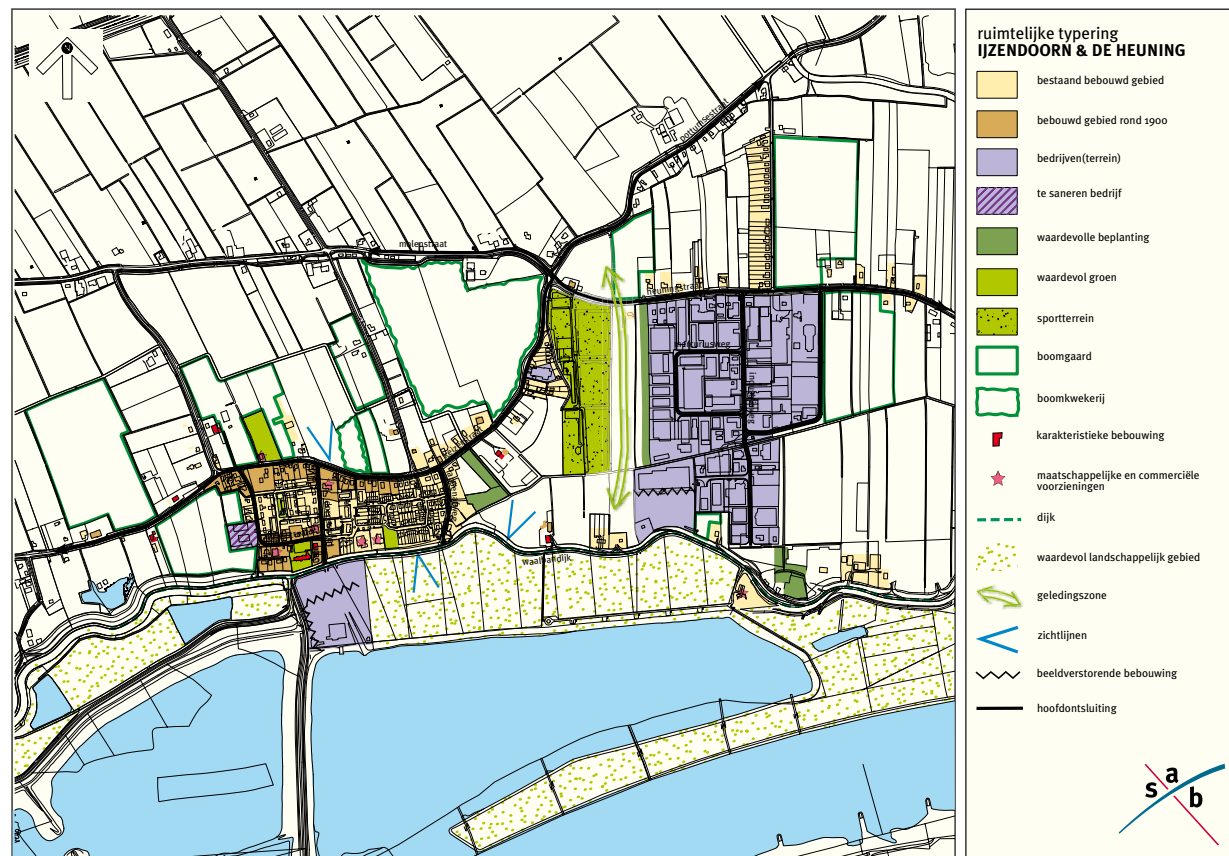 ruimtelijke typering
IJZENDOORN & DE HEUNING
bestaand bebouwd gebied
bebouwd gebied rond 1900
bedrijven(terrein)
te saneren bedrijf
waardevolle beplanting
waardevol groen
sportterrein
boomgaard
boomkwekerij
karakteristieke bebouwing
maatschappelijke en commerciële
voorzieningen
dijk
waardevol landschappelijk gebied
geledingszone
zichtlijnen
beeldverstorende bebouwing
hoofdontsluiting
s a b
molenstraat
heuningstraat
mercuriusweg
waalbandijk